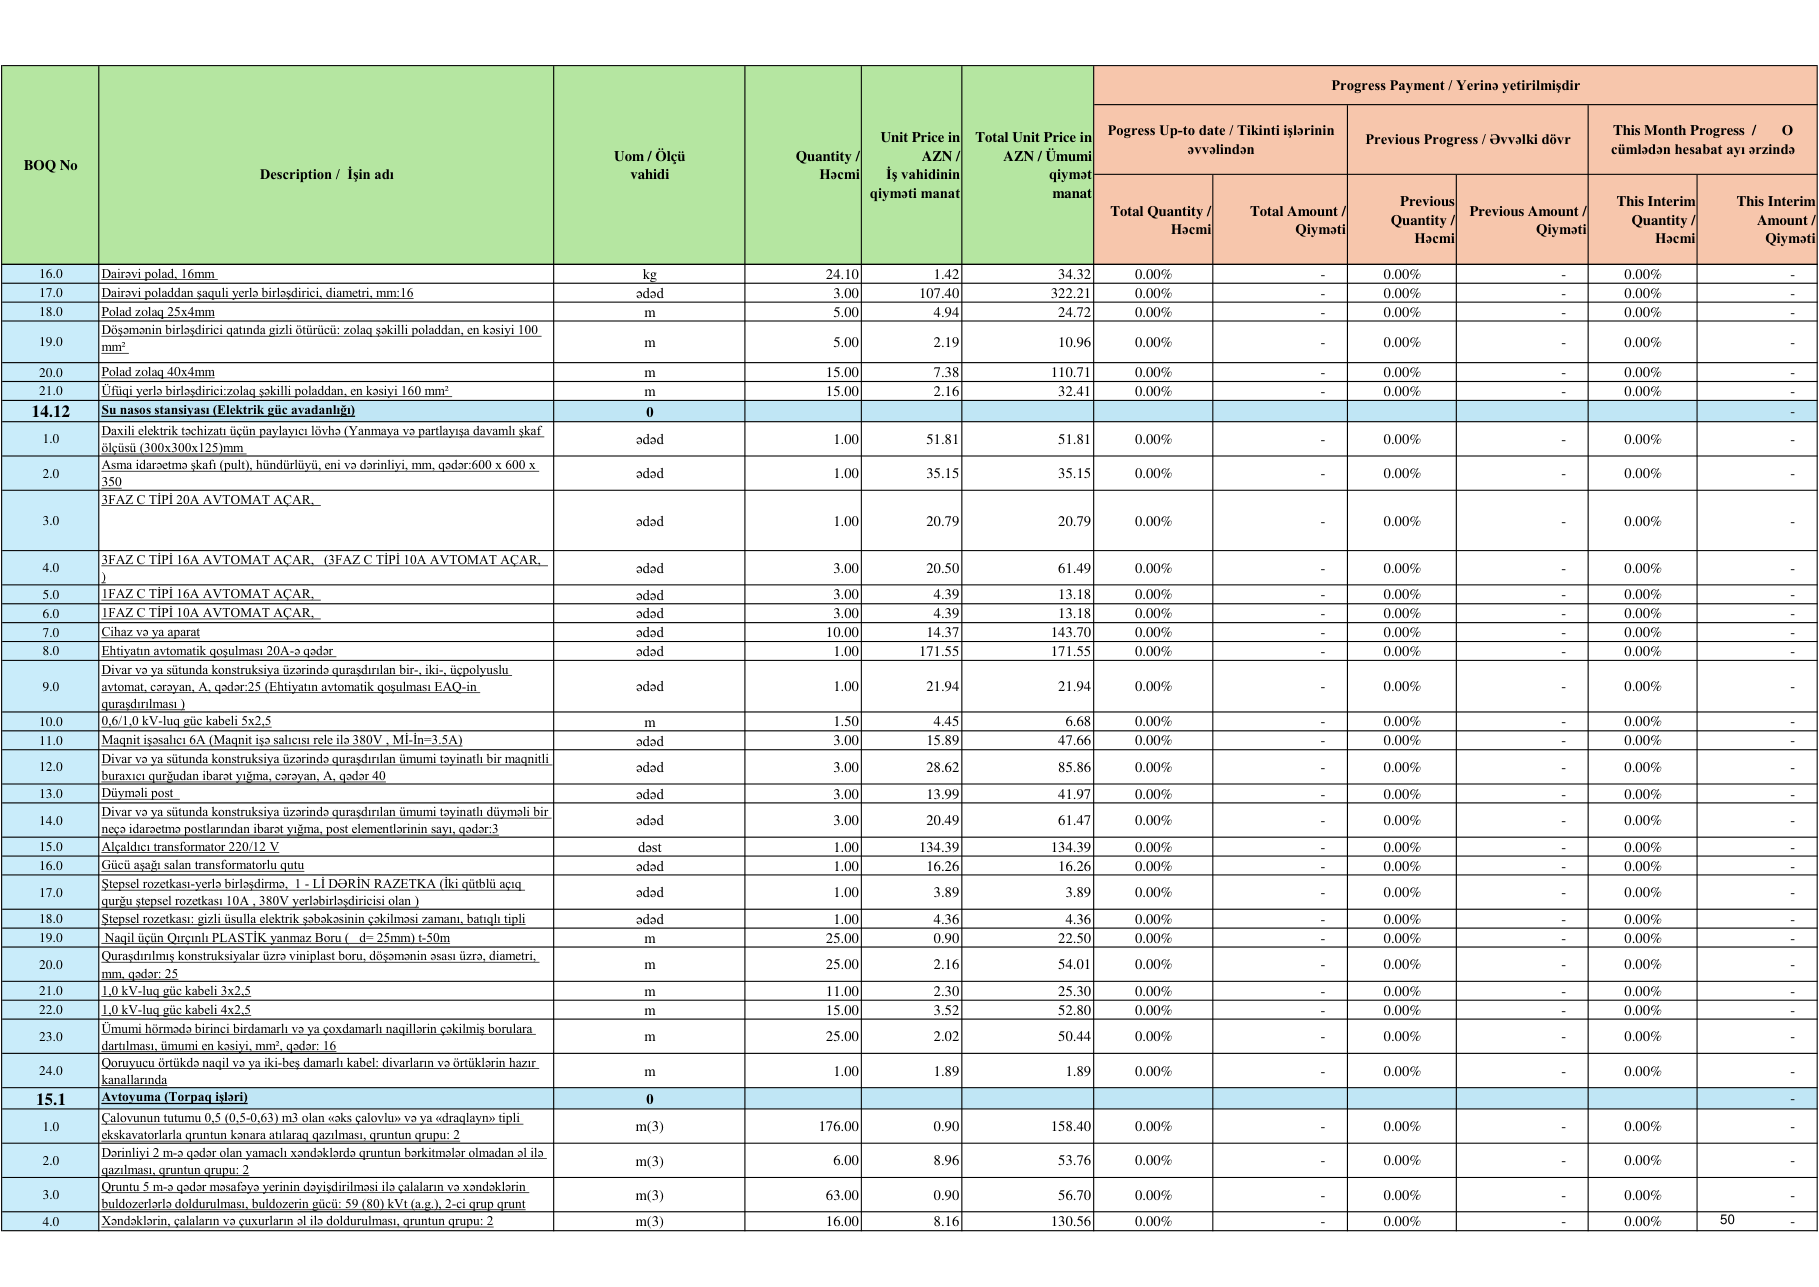 Progress Payment / Yerinə yetirilmişdir
BOQ No
Description / İşin adı
Uom / Ölçü
vahidi
Quantity /
Həcmi
Unit Price in
AZN /
İş vahidinin
qiyməti manat
Total Unit Price in
AZN / Ümumi
qiymət
manat
Pogress Up-to date / Tikinti işlərinin
əvvəlindən
Previous Progress / Əvvəlki dövr
This Month Progress / O
cümlədən hesabat ayı ərzində
Total Quantity /
Həcmi
Total Amount /
Qiyməti
Previous
Quantity /
Həcmi
Previous Amount /
Qiyməti
This Interim
Quantity /
Həcmi
This Interim
Amount /
Qiyməti
16.0 Dairəvi polad, 16mm kg 24.10 1.42 34.32 0.00% - 0.00% - 0.00% -
17.0 Dairəvi poladdan şaquli yerlə birləşdirici, diametri, mm:16 ədəd 3.00 107.40 322.21 0.00% - 0.00% - 0.00% -
18.0 Polad zolaq 25x4mm m 5.00 4.94 24.72 0.00% - 0.00% - 0.00% -
19.0 Döşəmənin birləşdirici qatında gizli ötürücü: zolaq şəkilli poladdan, en kəsiyi 100
mm² m 5.00 2.19 10.96 0.00% - 0.00% - 0.00% -
20.0 Polad zolaq 40x4mm m 15.00 7.38 110.71 0.00% - 0.00% - 0.00% -
21.0 Üfüqi yerlə birləşdirici:zolaq şəkilli poladdan, en kəsiyi 160 mm² m 15.00 2.16 32.41 0.00% - 0.00% - 0.00% -
14.12 Su nasos stansiyası (Elektrik güc avadanlığı) 0 -
1.0 Daxili elektrik təchizatı üçün paylayıcı lövhə (Yanmaya və partlayışa davamlı şkaf
ölçüsü (300x300x125)mm ədəd 1.00 51.81 51.81 0.00% - 0.00% - 0.00% -
2.0 Asma idarəetmə şkafı (pult), hündürlüyü, eni və dərinliyi, mm, qədər:600 x 600 x
350 ədəd 1.00 35.15 35.15 0.00% - 0.00% - 0.00% -
3.0 3FAZ C TİPİ 20A AVTOMAT AÇAR, ədəd 1.00 20.79 20.79 0.00% - 0.00% - 0.00% -
4.0 3FAZ C TİPİ 16A AVTOMAT AÇAR, (3FAZ C TİPİ 10A AVTOMAT AÇAR,
) ədəd 3.00 20.50 61.49 0.00% - 0.00% - 0.00% -
5.0 1FAZ C TİPİ 16A AVTOMAT AÇAR, ədəd 3.00 4.39 13.18 0.00% - 0.00% - 0.00% -
6.0 1FAZ C TİPİ 10A AVTOMAT AÇAR, ədəd 3.00 4.39 13.18 0.00% - 0.00% - 0.00% -
7.0 Cihaz və ya aparat ədəd 10.00 14.37 143.70 0.00% - 0.00% - 0.00% -
8.0 Ehtiyatın avtomatik qoşulması 20A-ə qədər ədəd 1.00 171.55 171.55 0.00% - 0.00% - 0.00% -
9.0 Divar və ya sütunda konstruksiya üzərində quraşdırılan bir-, iki-, üçpolyuslu
avtomat, cərəyan, A, qədər:25 (Ehtiyatın avtomatik qoşulması EAQ-in
quraşdırılması ) ədəd 1.00 21.94 21.94 0.00% - 0.00% - 0.00% -
10.0 0,6/1,0 kV-luq güc kabeli 5x2,5 m 1.50 4.45 6.68 0.00% - 0.00% - 0.00% -
11.0 Maqnit işəsalıcı 6A (Maqnit işə salıcısı rele ilə 380V , Mİ-İn=3.5A) ədəd 3.00 15.89 47.66 0.00% - 0.00% - 0.00% -
12.0 Divar və ya sütunda konstruksiya üzərində quraşdırılan ümumi təyinatlı bir maqnitli
buraxıcı qurğudan ibarət yığma, cərəyan, A, qədər 40 ədəd 3.00 28.62 85.86 0.00% - 0.00% - 0.00% -
13.0 Düyməli post ədəd 3.00 13.99 41.97 0.00% - 0.00% - 0.00% -
14.0 Divar və ya sütunda konstruksiya üzərində quraşdırılan ümumi təyinatlı düyməli bir
neçə idarəetmə postlarından ibarət yığma, post elementlərinin sayı, qədər:3 ədəd 3.00 20.49 61.47 0.00% - 0.00% - 0.00% -
15.0 Alçaldıcı transformator 220/12 V dəst 1.00 134.39 134.39 0.00% - 0.00% - 0.00% -
16.0 Gücü aşağı salan transformatorlu qutu ədəd 1.00 16.26 16.26 0.00% - 0.00% - 0.00% -
17.0 Ştepsel rozetkası-yerlə birləşdirmə, 1 - Lİ DƏRİN RAZETKA (İki qütblü açıq
qurğu ştepsel rozetkası 10A , 380V yerləbirləşdiricisi olan ) ədəd 1.00 3.89 3.89 0.00% - 0.00% - 0.00% -
18.0 Ştepsel rozetkası: gizli üsulla elektrik şəbəkəsinin çəkilməsi zamanı, batıqlı tipli ədəd 1.00 4.36 4.36 0.00% - 0.00% - 0.00% -
19.0 Naqil üçün Qırçınlı PLASTİK yanmaz Boru ( d= 25mm) t-50m m 25.00 0.90 22.50 0.00% - 0.00% - 0.00% -
20.0 Quraşdırılmış konstruksiyalar üzrə viniplast boru, döşəmənin əsası üzrə, diametri,
mm, qədər: 25 m 25.00 2.16 54.01 0.00% - 0.00% - 0.00% -
21.0 1,0 kV-luq güc kabeli 3x2,5 m 11.00 2.30 25.30 0.00% - 0.00% - 0.00% -
22.0 1,0 kV-luq güc kabeli 4x2,5 m 15.00 3.52 52.80 0.00% - 0.00% - 0.00% -
23.0 Ümumi hörmədə birinci birdamarlı və ya çoxdamarlı naqillərin çəkilmiş borulara
dartılması, ümumi en kəsiyi, mm², qədər: 16 m 25.00 2.02 50.44 0.00% - 0.00% - 0.00% -
24.0 Qoruyucu örtükdə naqil və ya iki-beş damarlı kabel: divarların və örtüklərin hazır
kanallarında m 1.00 1.89 1.89 0.00% - 0.00% - 0.00% -
15.1 Avtoyuma (Torpaq işləri) 0 -
1.0 Çalovunun tutumu 0,5 (0,5-0,63) m3 olan «əks çalovlu» və ya «draqlayn» tipli
ekskavatorlarla qruntun kənara atılaraq qazılması, qruntun qrupu: 2 m(3) 176.00 0.90 158.40 0.00% - 0.00% - 0.00% -
2.0 Dərinliyi 2 m-ə qədər olan yamaclı xəndəklərdə qruntun bərkitmələr olmadan əl ilə
qazılması, qruntun qrupu: 2 m(3) 6.00 8.96 53.76 0.00% - 0.00% - 0.00% -
3.0 Qruntu 5 m-ə qədər məsafəyə yerinin dəyişdirilməsi ilə çalaların və xəndəklərin
buldozerlərlə doldurulması, buldozerin gücü: 59 (80) kVt (a.g.), 2-ci qrup qrunt m(3) 63.00 0.90 56.70 0.00% - 0.00% - 0.00% -
4.0 Xəndəklərin, çalaların və çuxurların əl ilə doldurulması, qruntun qrupu: 2 m(3) 16.00 8.16 130.56 0.00% - 0.00% - 0.00% 50 -